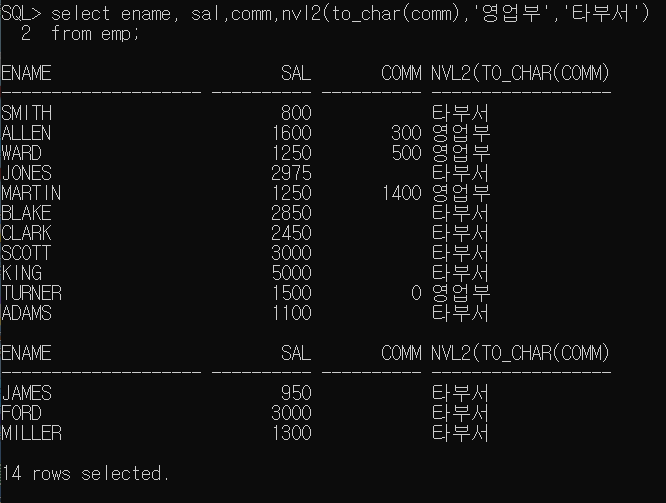 SQL> select ename, sal,comm,nvl2(to_char(comm),'영업부','타부서')
  2  from emp;
ENAME                       SAL       COMM NVL2(TO_CHAR(COMM)
-------------------- ---------- ---------- ------------------
SMITH                       800            타부서
ALLEN                      1600        300 영업부
WARD                       1250        500 영업부
JONES                      2975            타부서
MARTIN                     1250       1400 영업부
BLAKE                      2850            타부서
CLARK                      2450            타부서
SCOTT                      3000            타부서
KING                       5000            타부서
TURNER                     1500          0 영업부
ADAMS                      1100            타부서
ENAME                       SAL       COMM NVL2(TO_CHAR(COMM)
-------------------- ---------- ---------- ------------------
JAMES                       950            타부서
FORD                       3000            타부서
MILLER                     1300            타부서
14 rows selected.